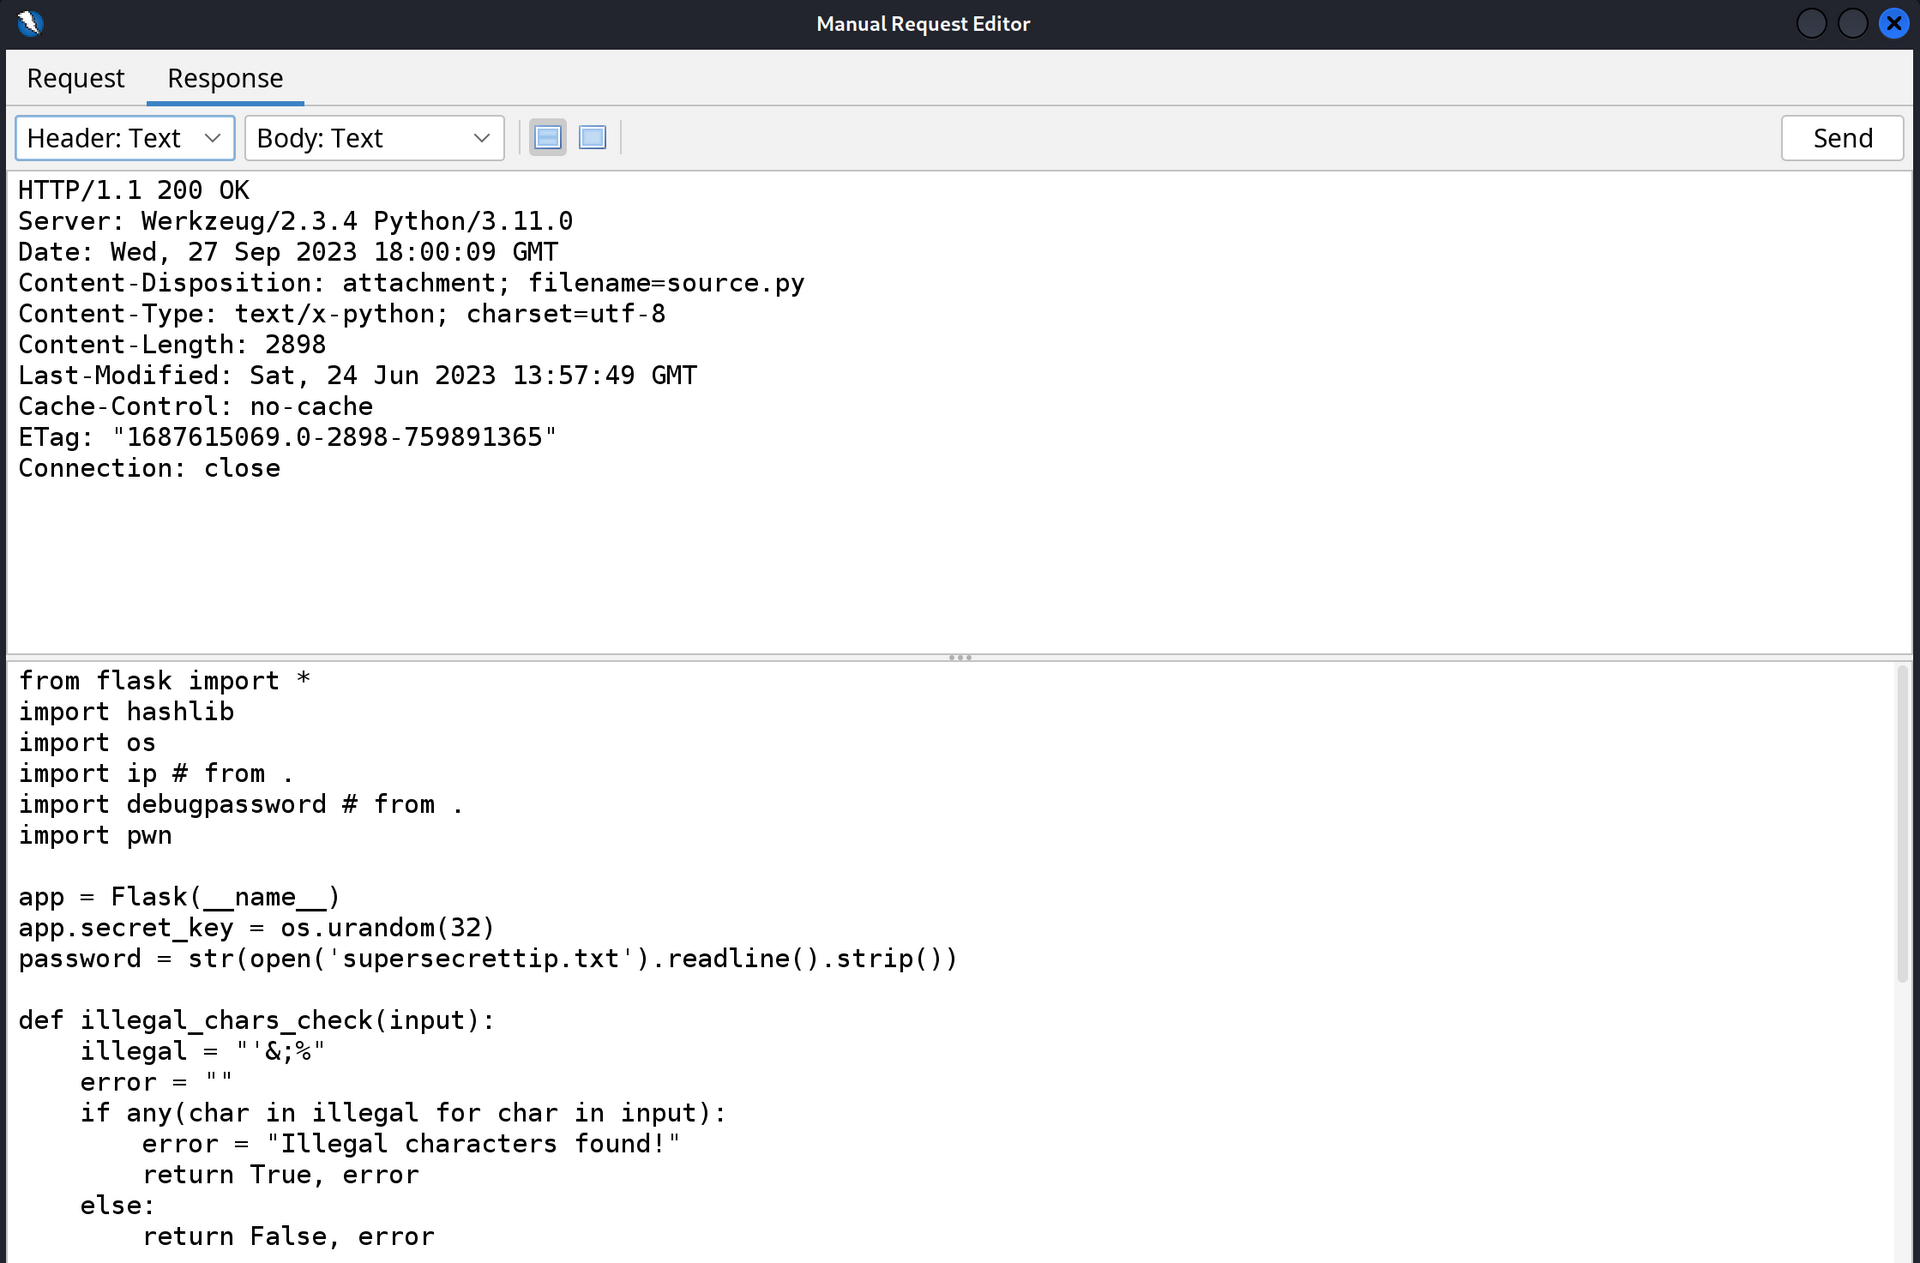 Manual Request Editor
Request Response
Header: Text Body: Text Send
HTTP/1.1 200 OK
Server: Werkzeug/2.3.4 Python/3.11.0
Date: Wed, 27 Sep 2023 18:00:09 GMT
Content-Disposition: attachment; filename=source.py
Content-Type: text/x-python; charset=utf-8
Content-Length: 2898
Last-Modified: Sat, 24 Jun 2023 13:57:49 GMT
Cache-Control: no-cache
ETag: "1687615069.0-2898-759891365"
Connection: close
from flask import *
import hashlib
import os
import ip # from .
import debugpassword # from .
import pwn
app = Flask(__name__)
app.secret_key = os.urandom(32)
password = str(open('supersecrettip.txt').readline().strip())
def illegal_chars_check(input):
    illegal = "'&;%"
    error = ""
    if any(char in illegal for char in input):
        error = "Illegal characters found!"
        return True, error
    else:
        return False, error